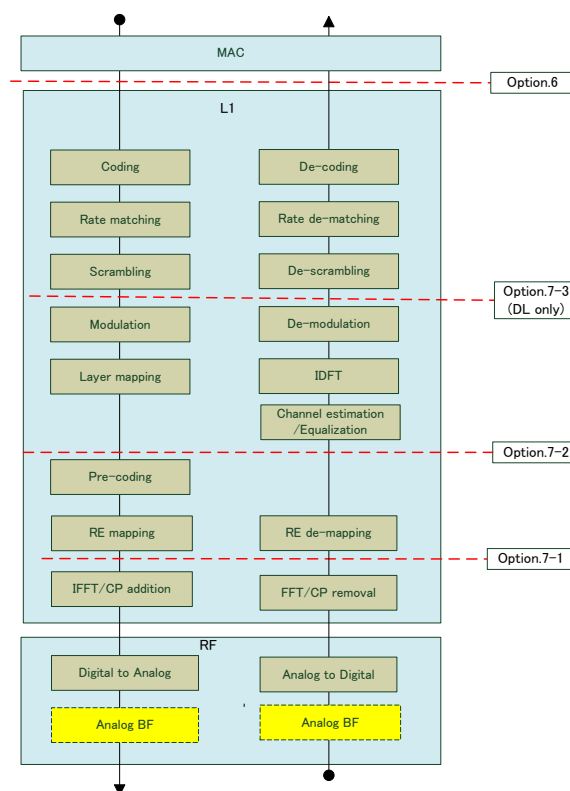 MAC
Option.6
L1
Coding
De-coding
Rate matching
Rate de-matching
Scrambling
De-scrambling
Option.7-3
(DL only)
Modulation
De-modulation
Layer mapping
IDFT
Channel estimation
/Equalization
Option.7-2
Pre-coding
RE mapping
RE de-mapping
Option.7-1
IFFT/CP addition
FFT/CP removal
RF
Digital to Analog
Analog to Digital
Analog BF
Analog BF